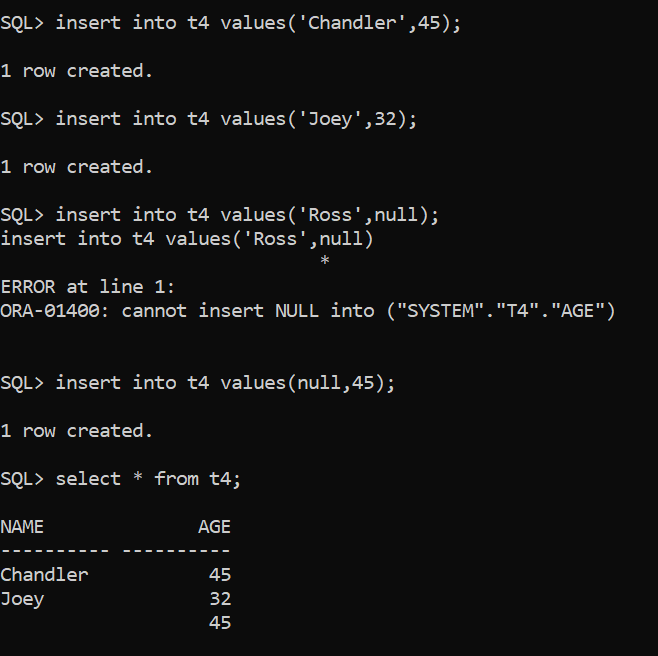 SQL> insert into t4 values('Chandler',45);
1 row created.
SQL> insert into t4 values('Joey',32);
1 row created.
SQL> insert into t4 values('Ross',null);
insert into t4 values('Ross',null)
                             *
ERROR at line 1:
ORA-01400: cannot insert NULL into ("SYSTEM"."T4"."AGE")
SQL> insert into t4 values(null,45);
1 row created.
SQL> select * from t4;
NAME              AGE
---------- ----------
Chandler           45
Joey               32
                   45